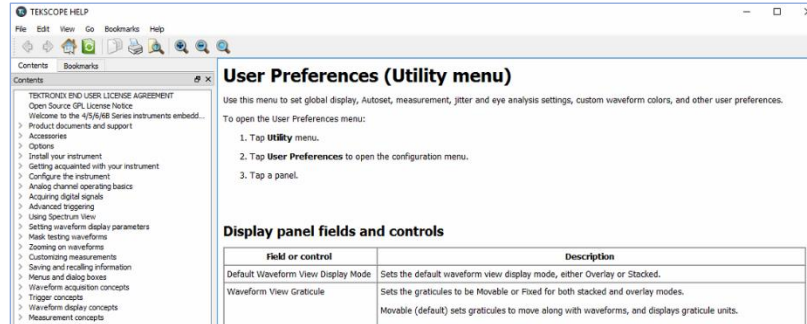 TEKSCOPE HELP
File Edit View Go Bookmarks Help
Contents Bookmarks
Contents
TEKTRONIX END USER LICENSE AGREEMENT
Open Source GPL License Notice
Welcome to the 4/5/6/6B Series instruments embedd...
> Product documents and support
> Accessories
> Options
> Install your instrument
> Getting acquainted with your instrument
> Configure the instrument
> Analog channel operating basics
> Acquiring digital signals
> Advanced triggering
> Using Spectrum View
> Setting waveform display parameters
> Mask testing waveforms
> Zooming on waveforms
> Customizing measurements
> Saving and recalling information
> Menus and dialog boxes
> Waveform acquisition concepts
> Trigger concepts
> Waveform display concepts
> Measurement concepts
User Preferences (Utility menu)
Use this menu to set global display, Autoset, measurement, jitter and eye analysis settings, custom waveform colors, and other user preferences.
To open the User Preferences menu:
1. Tap Utility menu.
2. Tap User Preferences to open the configuration menu.
3. Tap a panel.
Display panel fields and controls
Field or control Description
Default Waveform View Display Mode Sets the default waveform view display mode, either Overlay or Stacked.
Waveform View Graticule Sets the graticules to be Movable or Fixed for both stacked and overlay modes.
Movable (default) sets graticules to move along with waveforms, and displays graticule units.